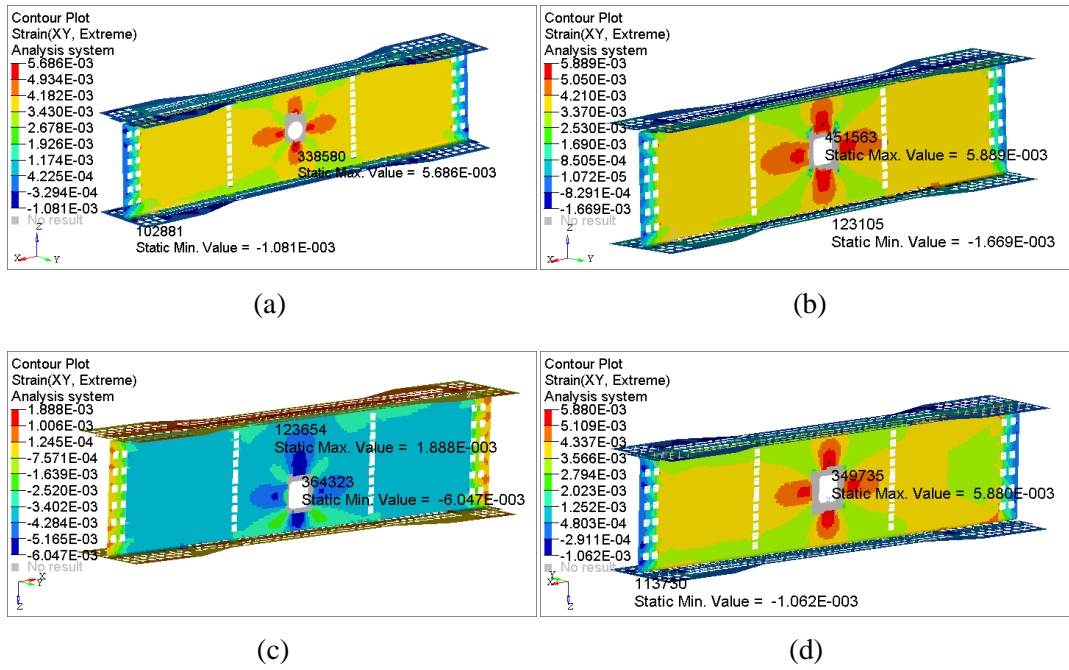 Contour Plot
Strain(XY, Extreme)
Analysis system
5.686E-03
4.934E-03
4.182E-03
3.430E-03
2.678E-03
1.926E-03
1.174E-03
4.225E-04
-3.294E-04
-1.081E-03
No result
338580
Static Max. Value = 5.686E-003
102881
Static Min. Value = -1.081E-003
Z
X
Y
(a)
Contour Plot
Strain(XY, Extreme)
Analysis system
5.889E-03
5.050E-03
4.210E-03
3.370E-03
2.530E-03
1.690E-03
8.505E-04
1.072E-05
-8.291E-04
-1.669E-03
No result
451563
Static Max. Value = 5.889E-003
123105
Static Min. Value = -1.669E-003
Z
X
Y
(b)
Contour Plot
Strain(XY, Extreme)
Analysis system
1.888E-03
1.006E-03
1.245E-04
-7.571E-04
-1.639E-03
-2.520E-03
-3.402E-03
-4.284E-03
-5.165E-03
-6.047E-03
No result
123654
Static Max. Value = 1.888E-003
364323
Static Min. Value = -6.047E-003
X
Y
Z
(c)
Contour Plot
Strain(XY, Extreme)
Analysis system
5.880E-03
5.109E-03
4.337E-03
3.566E-03
2.794E-03
2.023E-03
1.252E-03
4.803E-04
-2.911E-04
-1.062E-03
No result
349735
Static Max. Value = 5.880E-003
113730
Static Min. Value = -1.062E-003
Y
X
Z
(d)